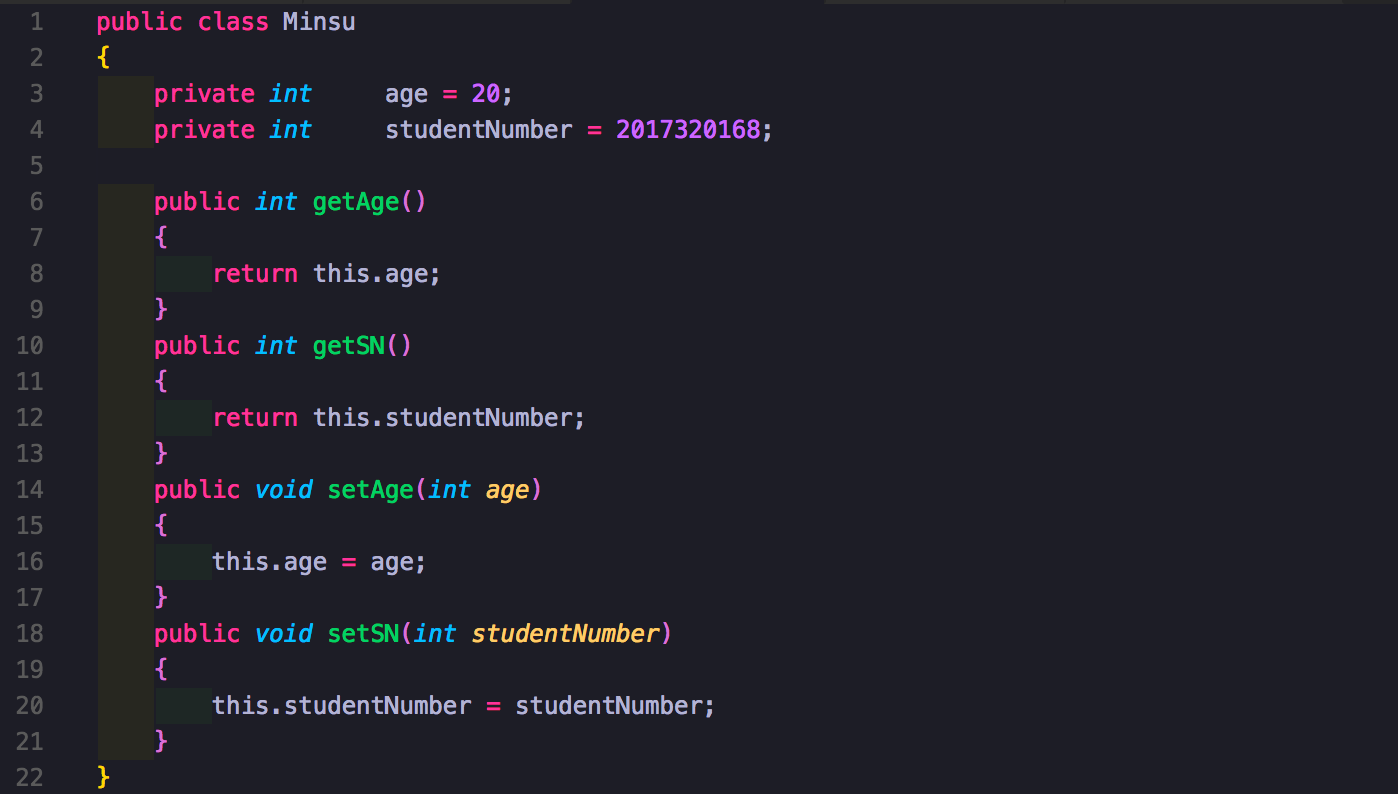 1 public class Minsu
2 {
3     private int     age = 20;
4     private int     studentNumber = 2017320168;
5
6     public int getAge()
7     {
8         return this.age;
9     }
10     public int getSN()
11     {
12         return this.studentNumber;
13     }
14     public void setAge(int age)
15     {
16         this.age = age;
17     }
18     public void setSN(int studentNumber)
19     {
20         this.studentNumber = studentNumber;
21     }
22 }